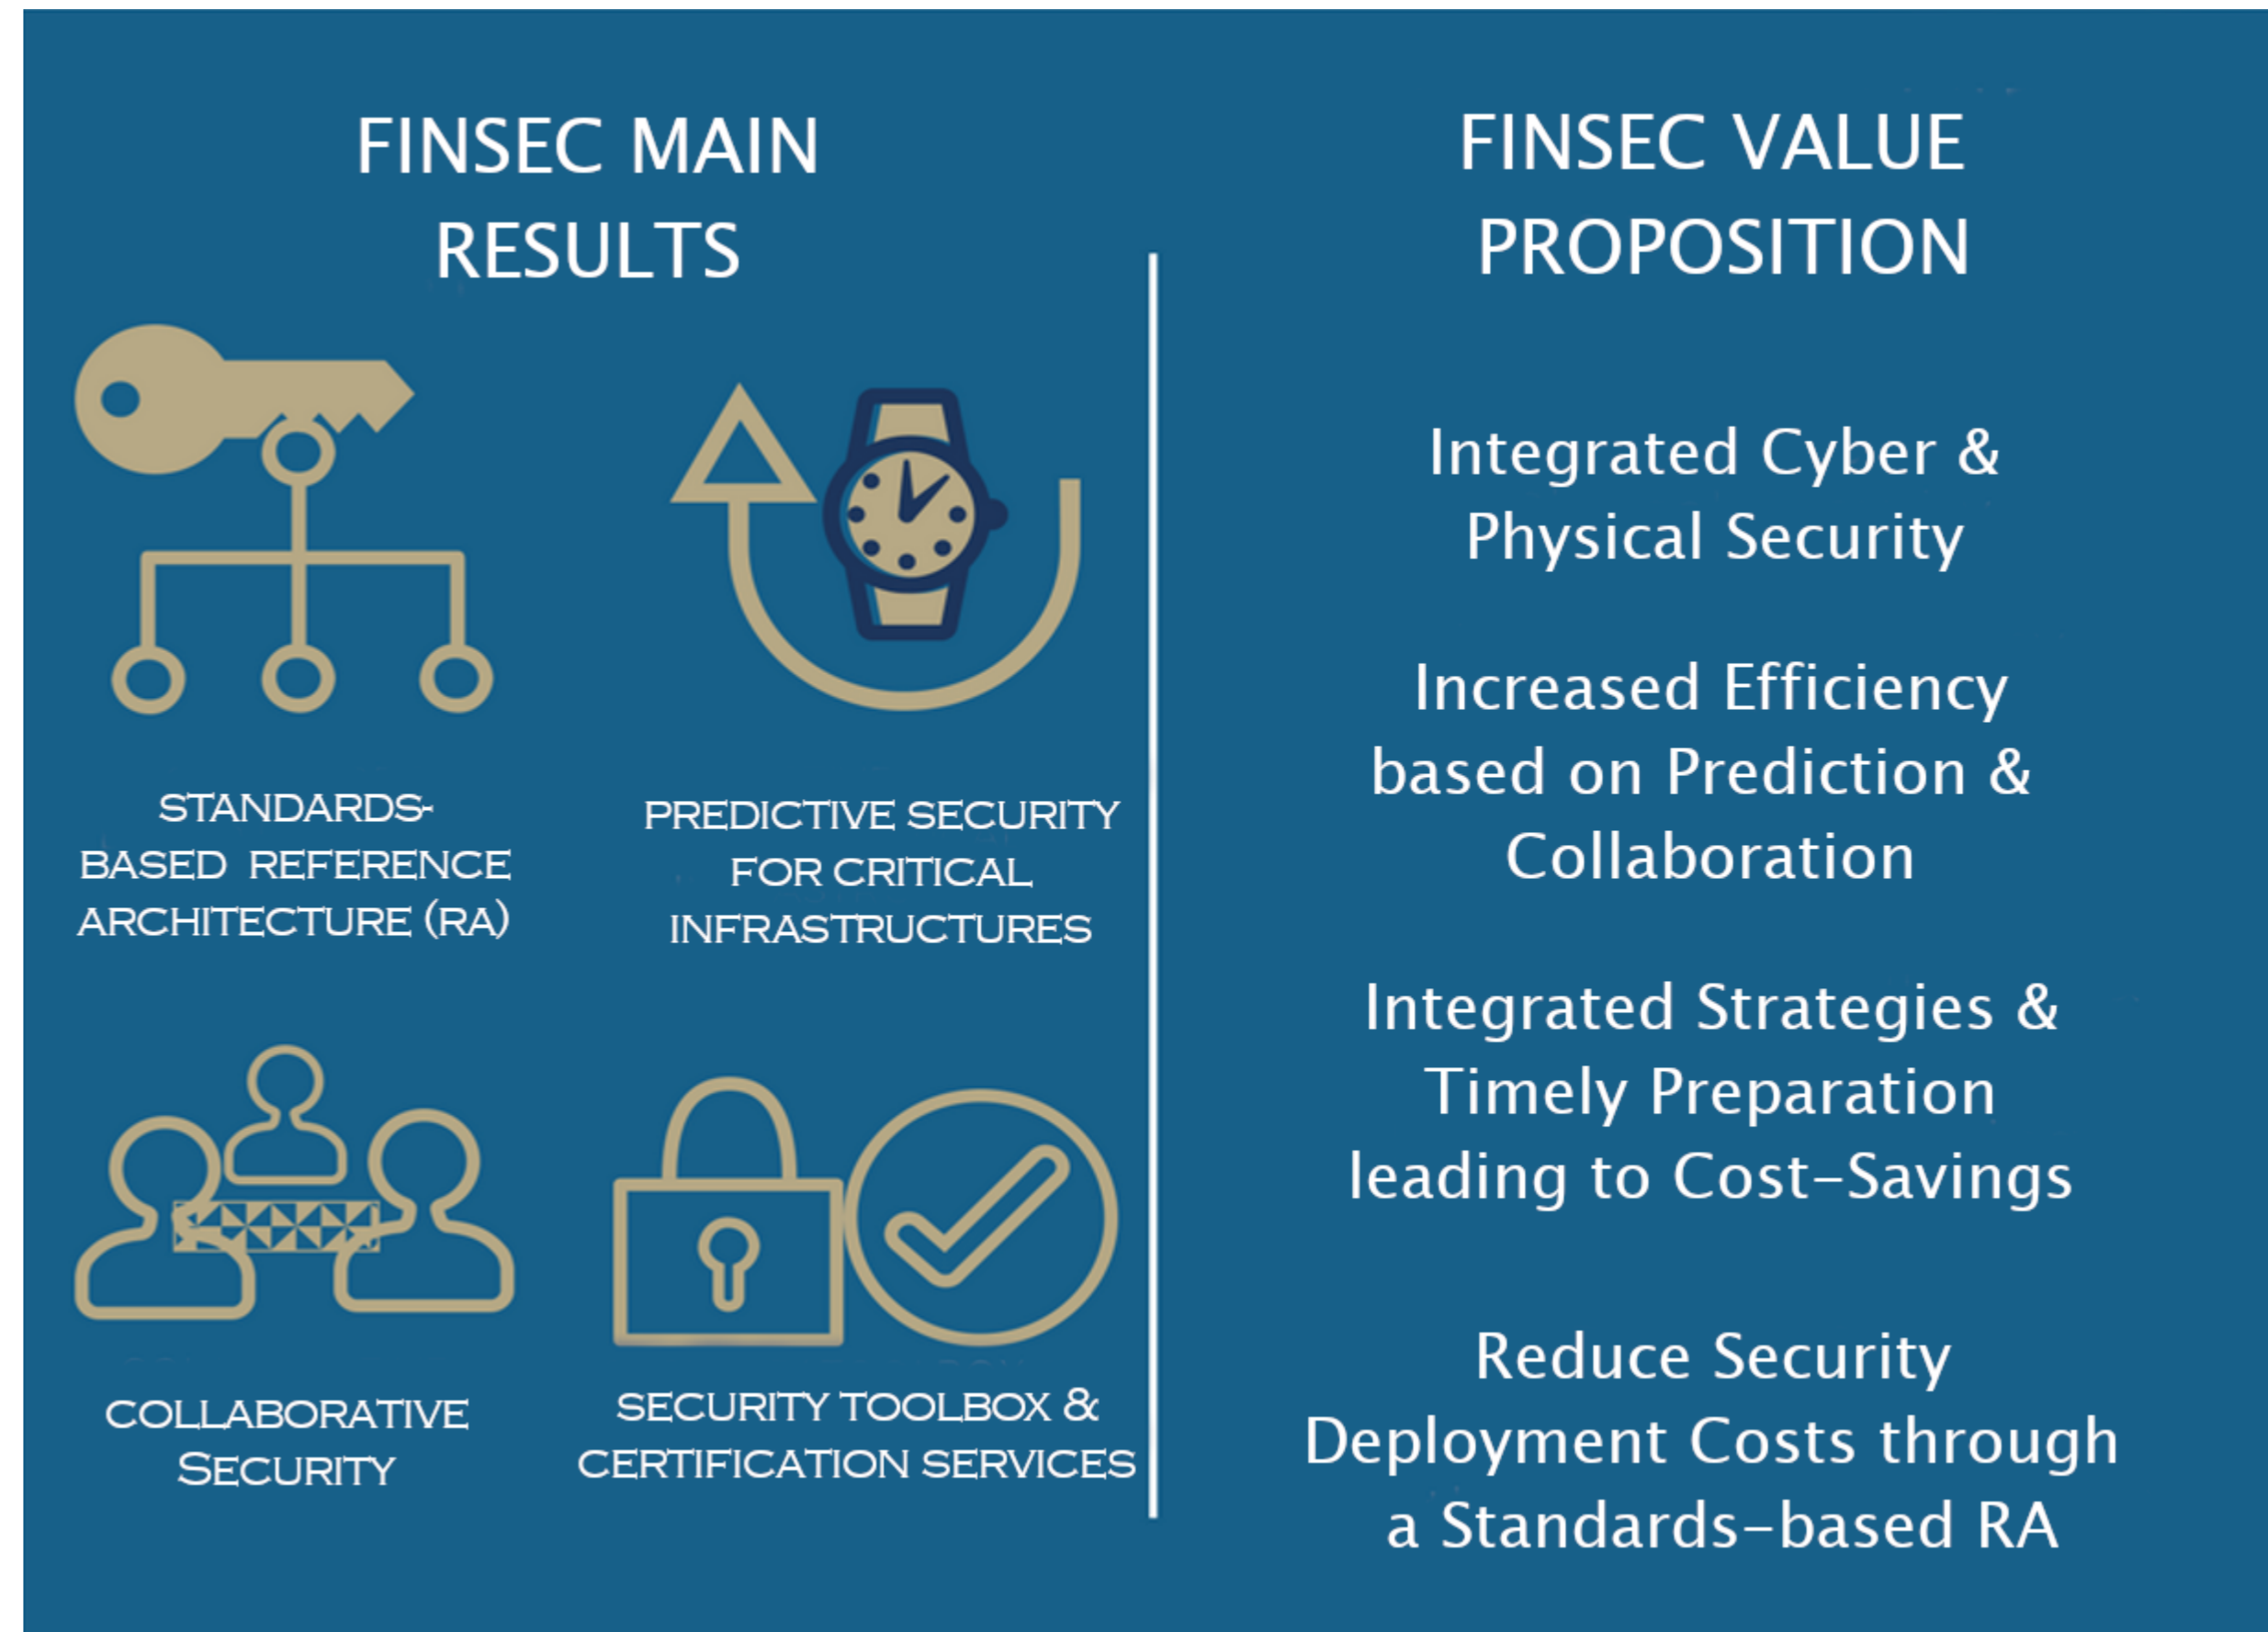 FINSEC MAIN
RESULTS
STANDARDS-
BASED REFERENCE
ARCHITECTURE (RA)
PREDICTIVE SECURITY
FOR CRITICAL
INFRASTRUCTURES
COLLABORATIVE
SECURITY
SECURITY TOOLBOX &
CERTIFICATION SERVICES
FINSEC VALUE
PROPOSITION
Integrated Cyber &
Physical Security
Increased Efficiency
based on Prediction &
Collaboration
Integrated Strategies &
Timely Preparation
leading to Cost-Savings
Reduce Security
Deployment Costs through
a Standards-based RA